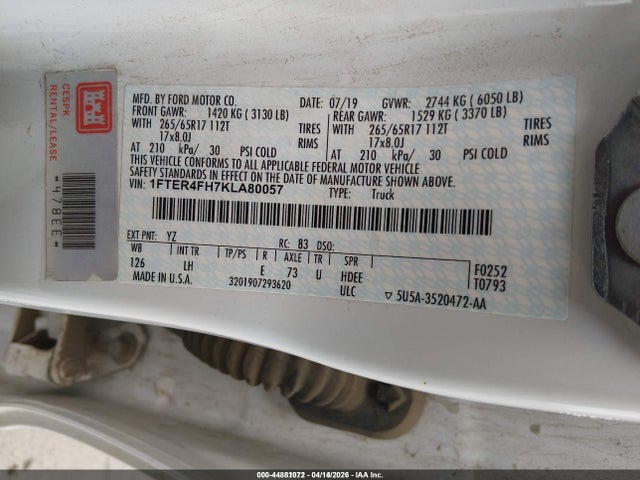 CESPK
RENTAL/LEASE
*478EE*
MFD. BY FORD MOTOR CO.
DATE: 07/19 GVWR: 2744 KG ( 6050 LB)
FRONT GAWR: 1420 KG ( 3130 LB)
REAR GAWR: 1529 KG ( 3370 LB)
WITH 265/65R17 112T TIRES
WITH 265/65R17 112T TIRES
17x8.0J RIMS
17x8.0J RIMS
AT 210 kPa/ 30 PSI COLD
AT 210 kPa/ 30 PSI COLD
THIS VEHICLE CONFORMS TO ALL APPLICABLE FEDERAL MOTOR VEHICLE
SAFETY STANDARDS IN EFFECT ON THE DATE OF MANUFACTURE SHOWN ABOVE.
VIN: 1FTER4FH7KLA80057
TYPE: Truck
EXT PNT: YZ RC: 83 DSO:
WB INT TR TP/PS R AXLE TR SPR F0252
126 LH E 73 U HDEE T0793
MADE IN U.S.A. 3201907293620 ULC ▽ 5U5A-3520472-AA
000-44881072 - 04/14/2026 - IAAI.COM